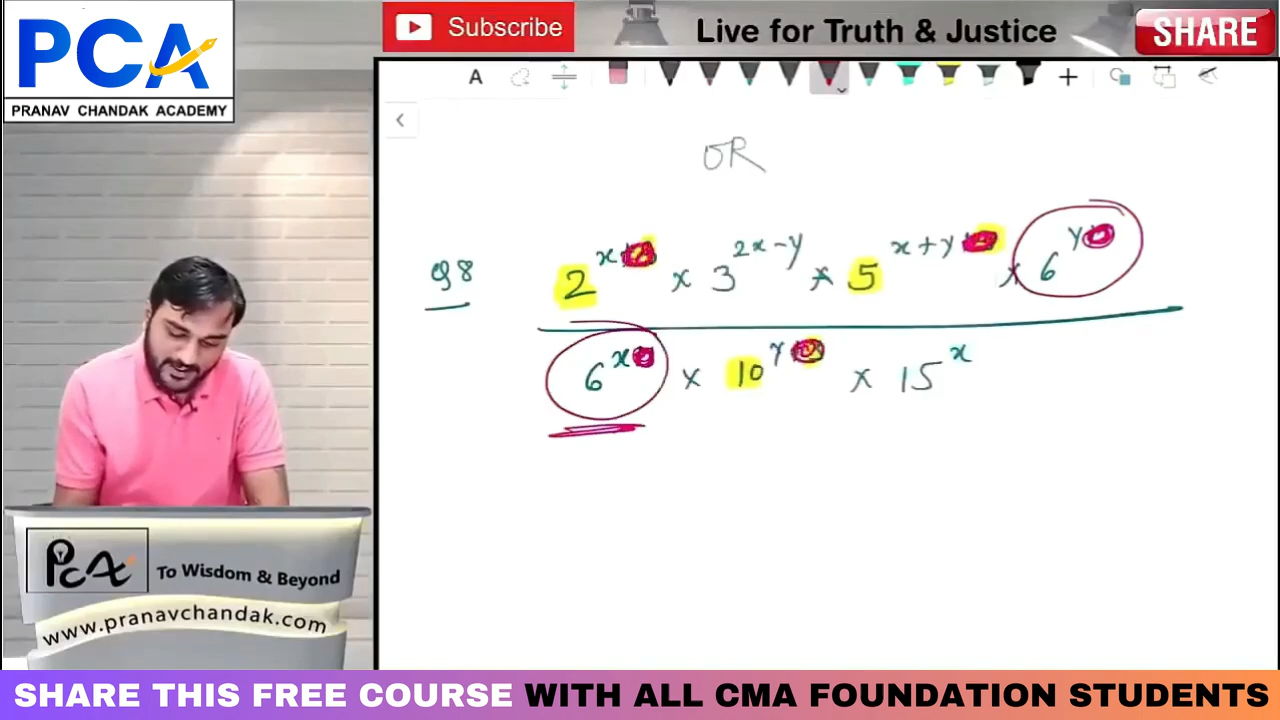 PCA
PRANAV CHANDAK ACADEMY
Subscribe
Live for Truth & Justice
SHARE
A
OR
Q8
2^x × 3^(2x-y) × 5^(x+y) × 6^y
6^x × 10^y × 15^x
PCA
To Wisdom & Beyond
www.pranavchandak.com
SHARE THIS FREE COURSE WITH ALL CMA FOUNDATION STUDENTS